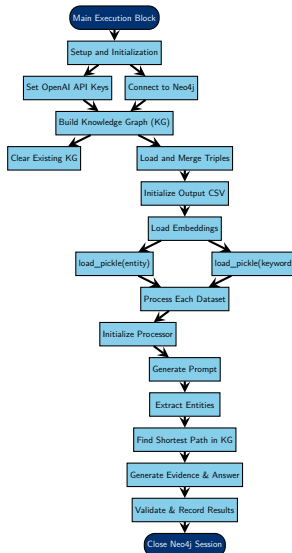 Main Execution Block
Setup and Initialization
Set OpenAI API Keys
Connect to Neo4j
Build Knowledge Graph (KG)
Clear Existing KG
Load and Merge Triples
Initialize Output CSV
Load Embeddings
load_pickle(entity)
load_pickle(keyword
Process Each Dataset
Initialize Processor
Generate Prompt
Extract Entities
Find Shortest Path in KG
Generate Evidence & Answer
Validate & Record Results
Close Neo4j Session